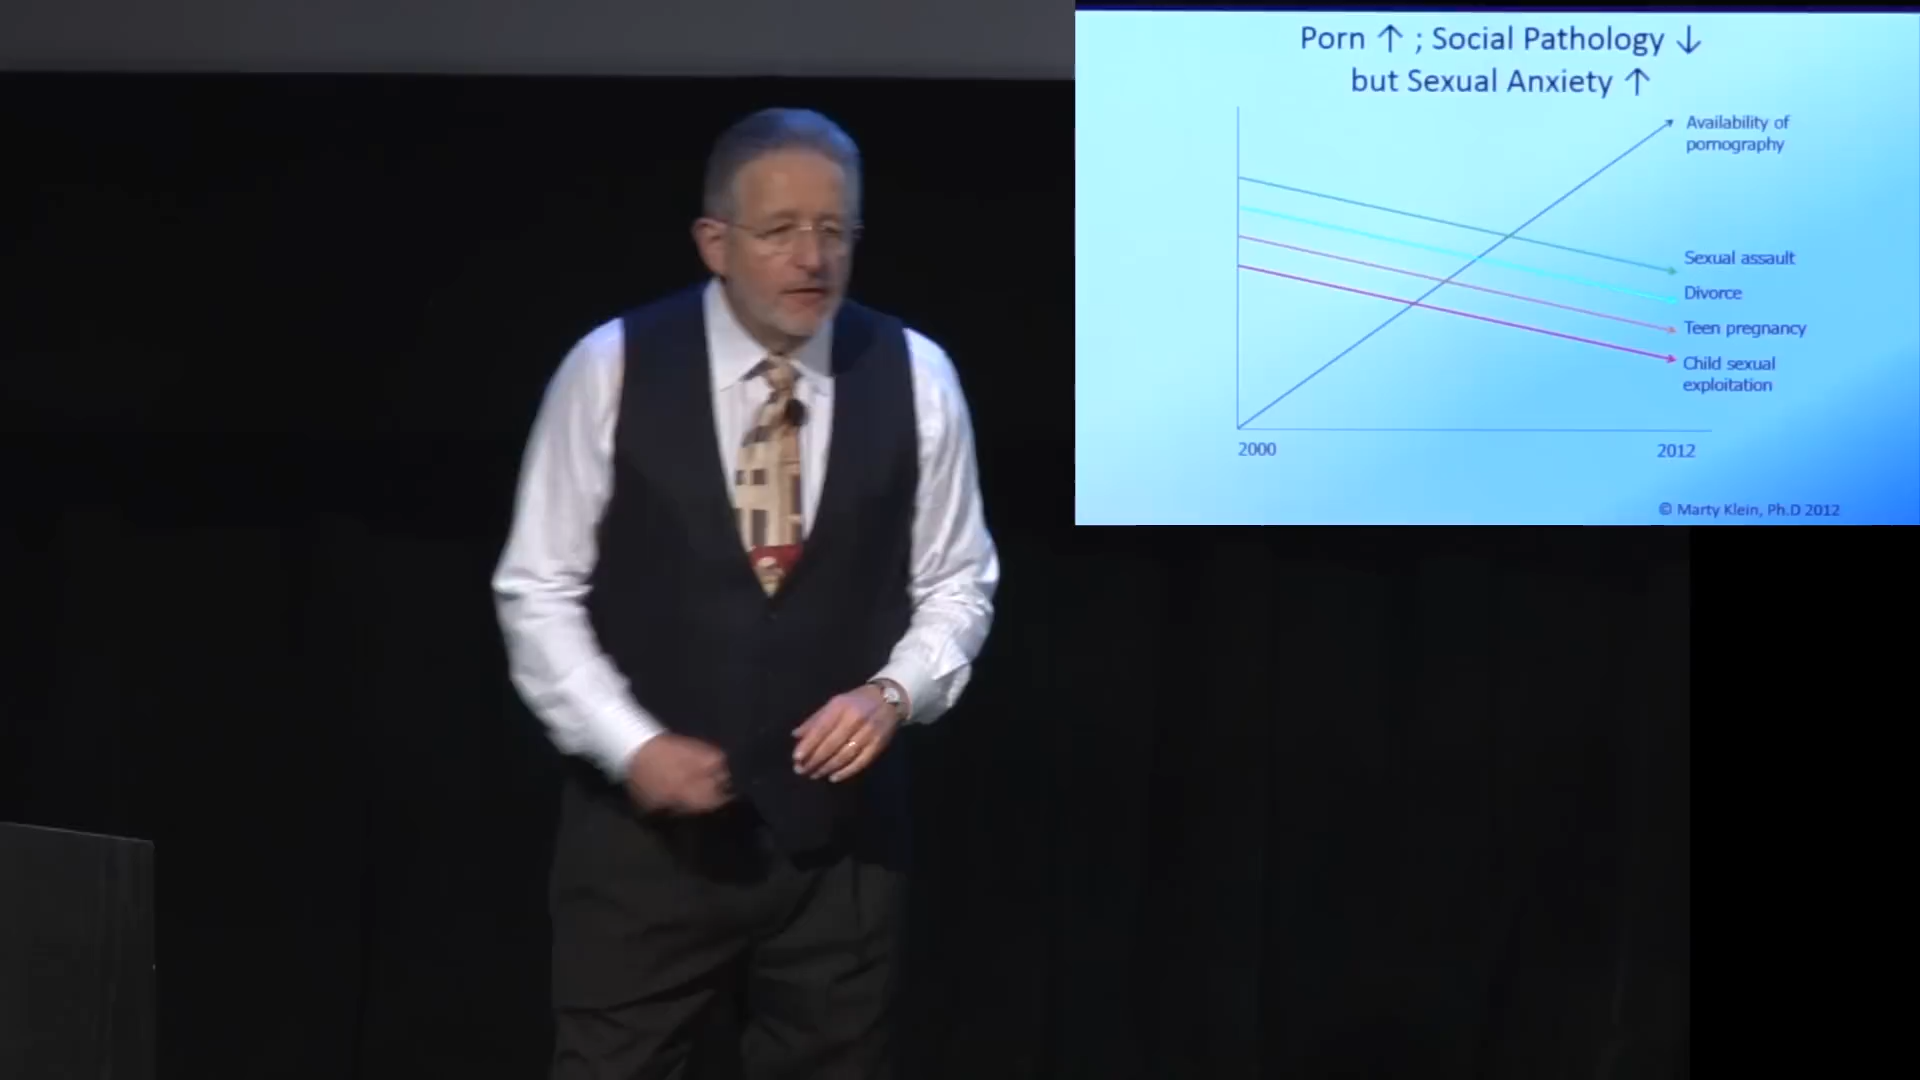 Porn ↑ ; Social Pathology ↓
but Sexual Anxiety ↑
Availability of
pornography
Sexual assault
Divorce
Teen pregnancy
Child sexual
exploitation
2000
2012
© Marty Klein, Ph.D 2012